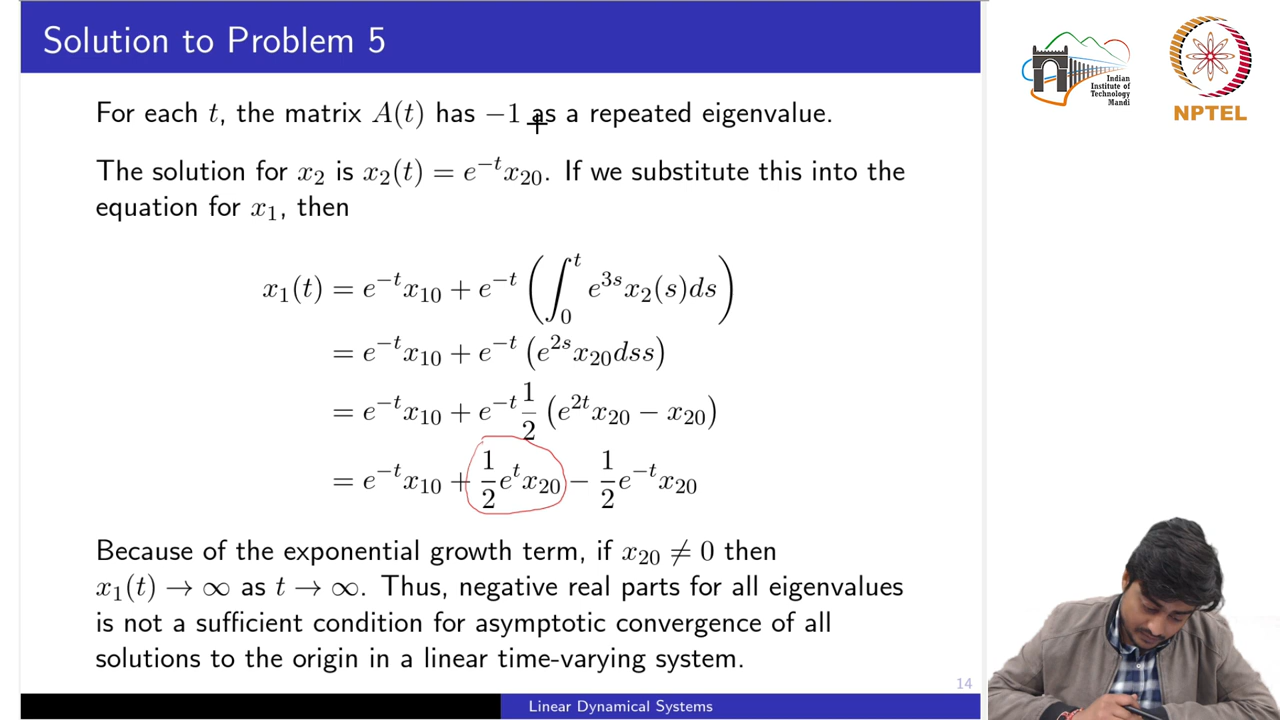 Solution to Problem 5
Indian
Institute of
Technology
Mandi
NPTEL
For each t, the matrix A(t) has −1 as a repeated eigenvalue.
The solution for x₂ is x₂(t) = e⁻ᵗx₂₀. If we substitute this into the
equation for x₁, then
x₁(t) = e⁻ᵗx₁₀ + e⁻ᵗ (∫₀ᵗ e³ˢx₂(s)ds)
= e⁻ᵗx₁₀ + e⁻ᵗ (e²ˢx₂₀dss)
= e⁻ᵗx₁₀ + e⁻ᵗ 1/2 (e²ᵗx₂₀ − x₂₀)
= e⁻ᵗx₁₀ + 1/2 eᵗx₂₀ − 1/2 e⁻ᵗx₂₀
Because of the exponential growth term, if x₂₀ ≠ 0 then
x₁(t) → ∞ as t → ∞. Thus, negative real parts for all eigenvalues
is not a sufficient condition for asymptotic convergence of all
solutions to the origin in a linear time-varying system.
14
Linear Dynamical Systems